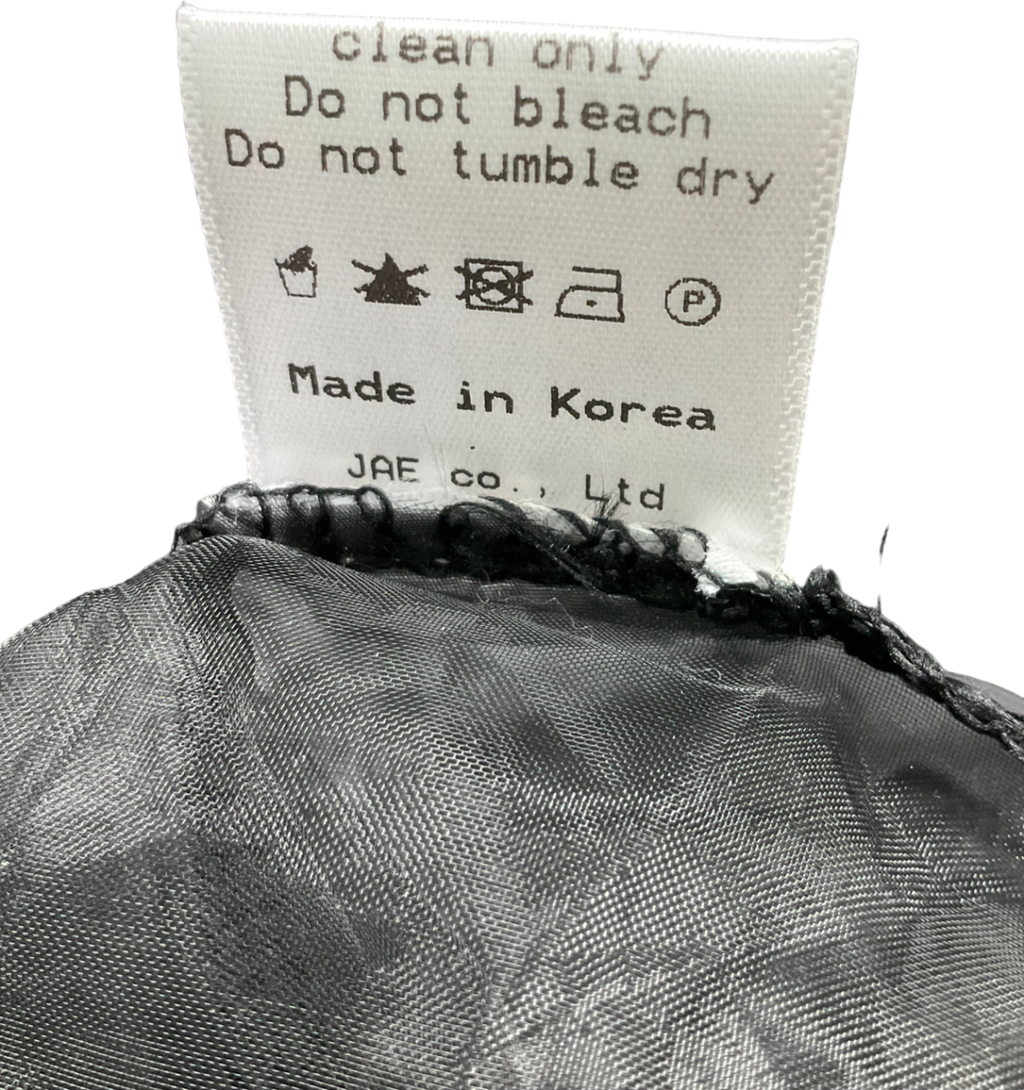 clean only
Do not bleach
Do not tumble dry
P
Made in Korea
JAE co., Ltd